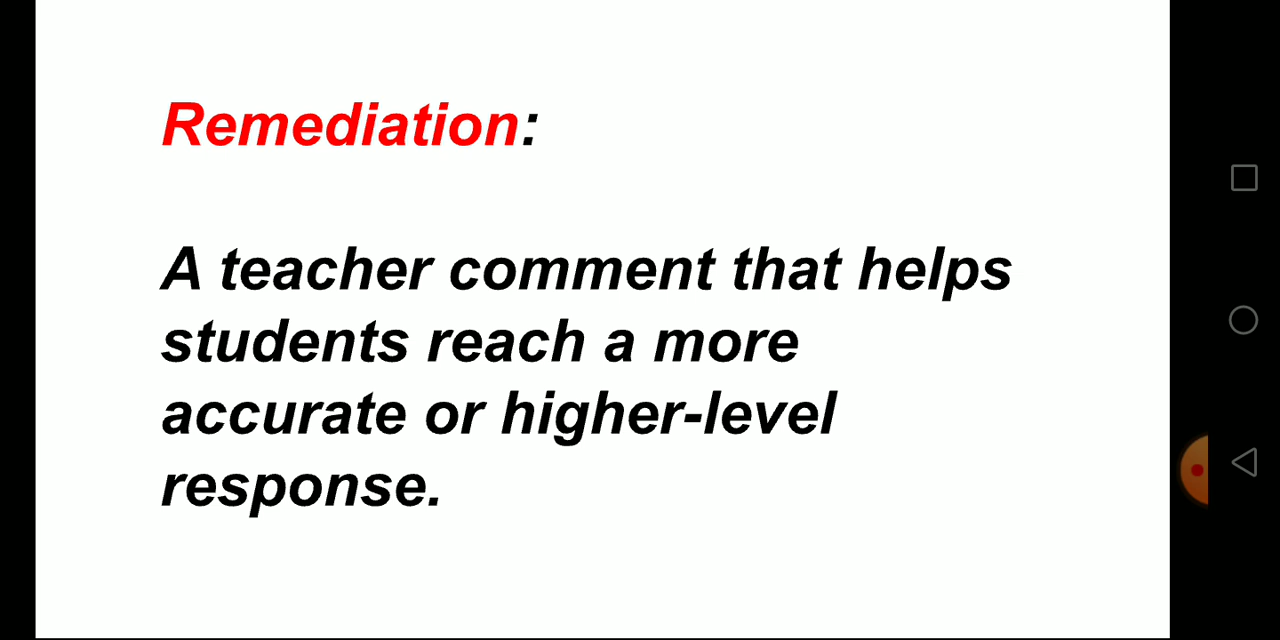 Remediation:
A teacher comment that helps
students reach a more
accurate or higher-level
response.